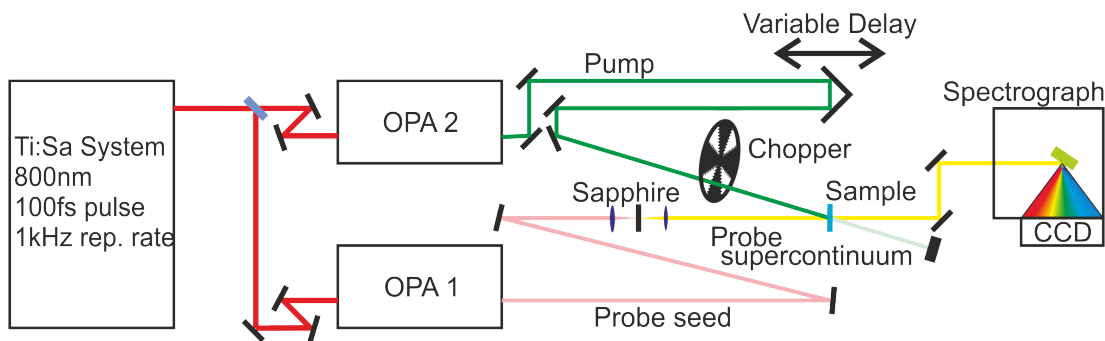 Variable Delay
Pump
Spectrograph
OPA 2
Ti:Sa System
800nm
100fs pulse
1kHz rep. rate
Chopper
Sapphire
Sample
Probe
supercontinuum
CCD
OPA 1
Probe seed